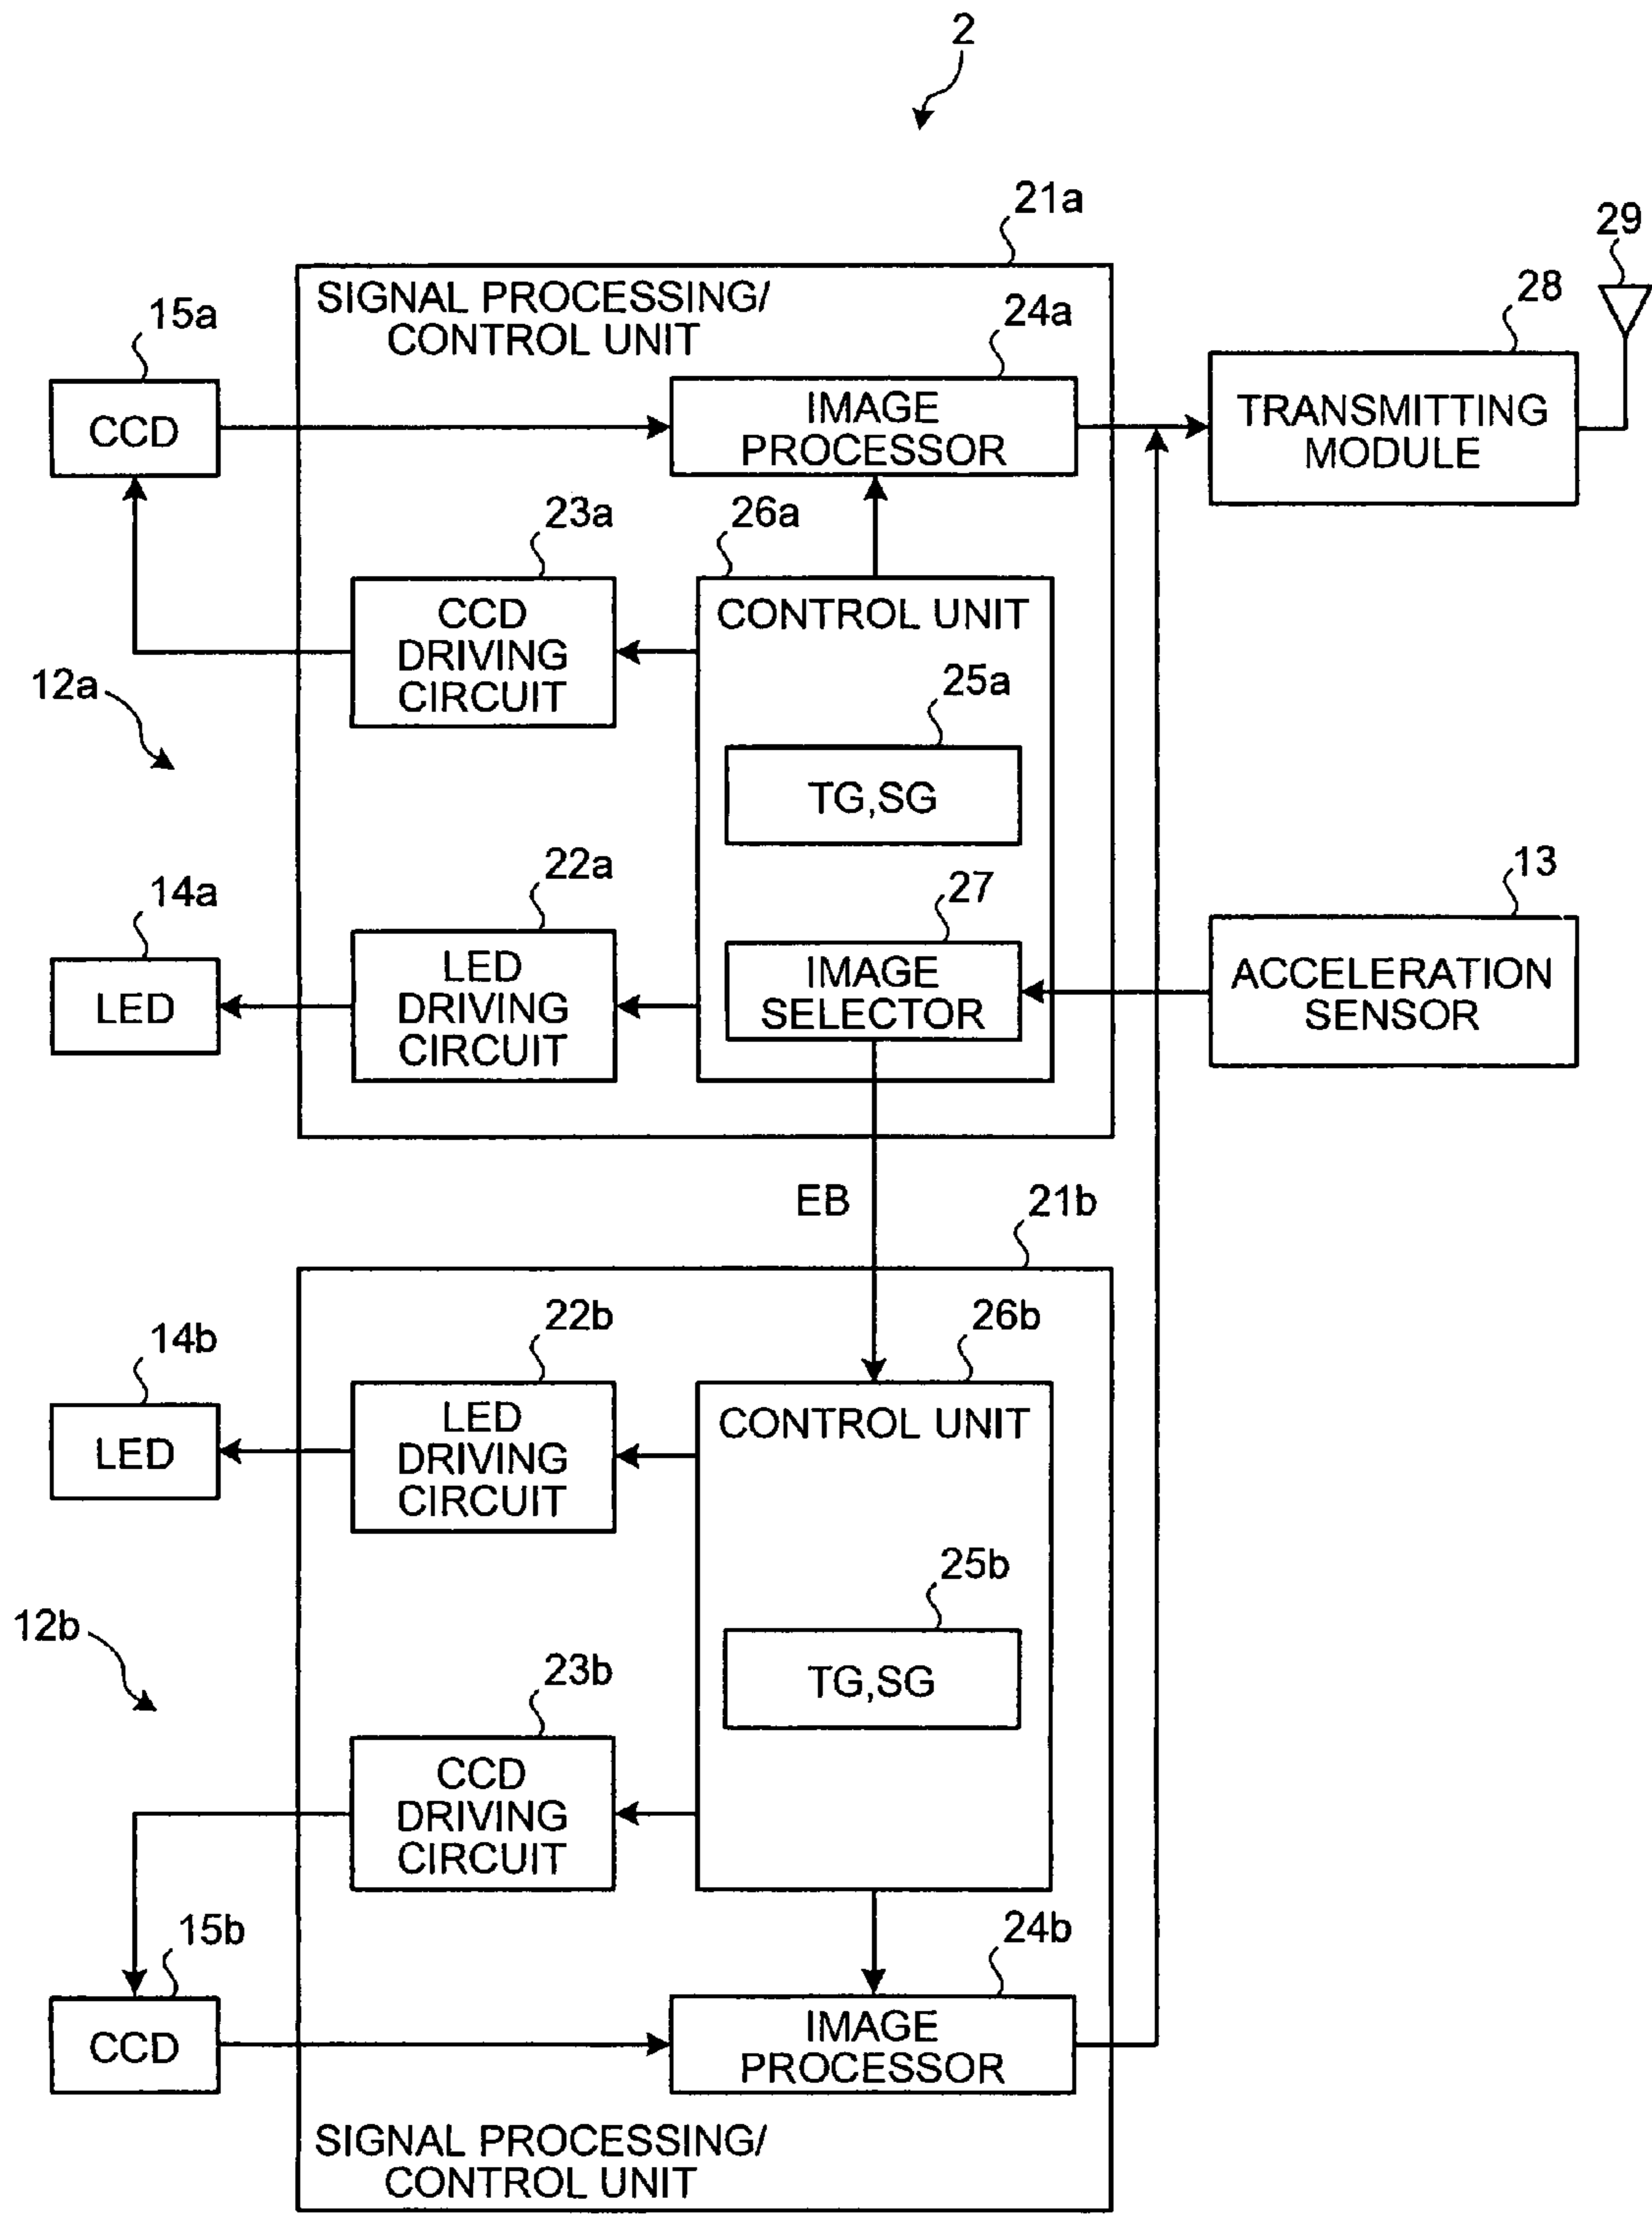 2
21a
29
SIGNAL PROCESSING/
CONTROL UNIT
15a
24a
28
CCD
IMAGE
PROCESSOR
TRANSMITTING
MODULE
23a
26a
CCD
DRIVING
CIRCUIT
CONTROL UNIT
12a
25a
TG,SG
14a
22a
27
13
LED
LED
DRIVING
CIRCUIT
IMAGE
SELECTOR
ACCELERATION
SENSOR
EB
21b
14b
22b
26b
LED
LED
DRIVING
CIRCUIT
CONTROL UNIT
25b
12b
23b
TG,SG
CCD
DRIVING
CIRCUIT
15b
24b
CCD
IMAGE
PROCESSOR
SIGNAL PROCESSING/
CONTROL UNIT